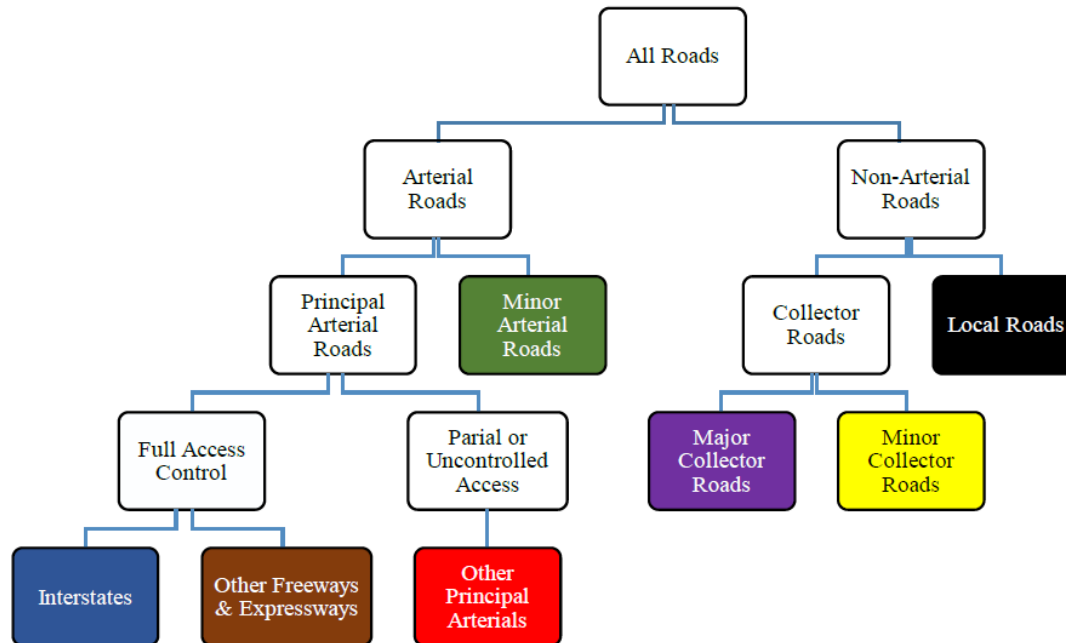 All Roads
Arterial
Roads
Non-Arterial
Roads
Principal
Arterial
Roads
Minor
Arterial
Roads
Collector
Roads
Local Roads
Full Access
Control
Parial or
Uncontrolled
Access
Major
Collector
Roads
Minor
Collector
Roads
Interstates
Other Freeways
& Expressways
Other
Principal
Arterials